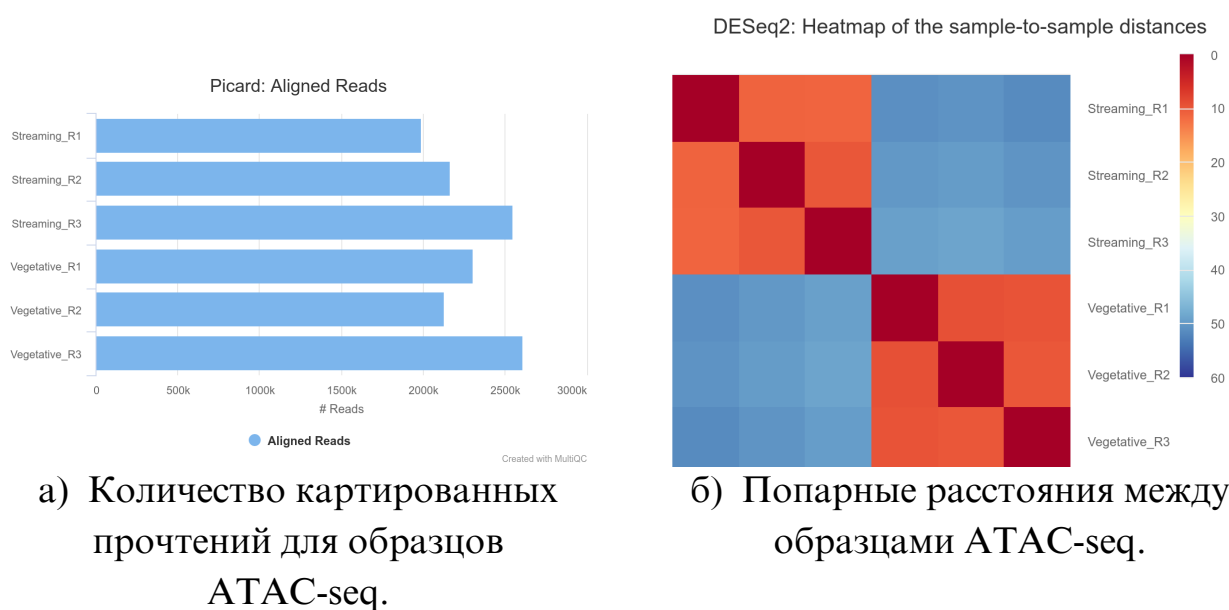 Picard: Aligned Reads
Streaming_R1
Streaming_R2
Streaming_R3
Vegetative_R1
Vegetative_R2
Vegetative_R3
0 500k 1000k 1500k 2000k 2500k 3000k
# Reads
Aligned Reads
Created with MultiQC
а) Количество картированных
прочтений для образцов
ATAC-seq.
DESeq2: Heatmap of the sample-to-sample distances
Streaming_R1
Streaming_R2
Streaming_R3
Vegetative_R1
Vegetative_R2
Vegetative_R3
0
10
20
30
40
50
60
б) Попарные расстояния между
образцами ATAC-seq.